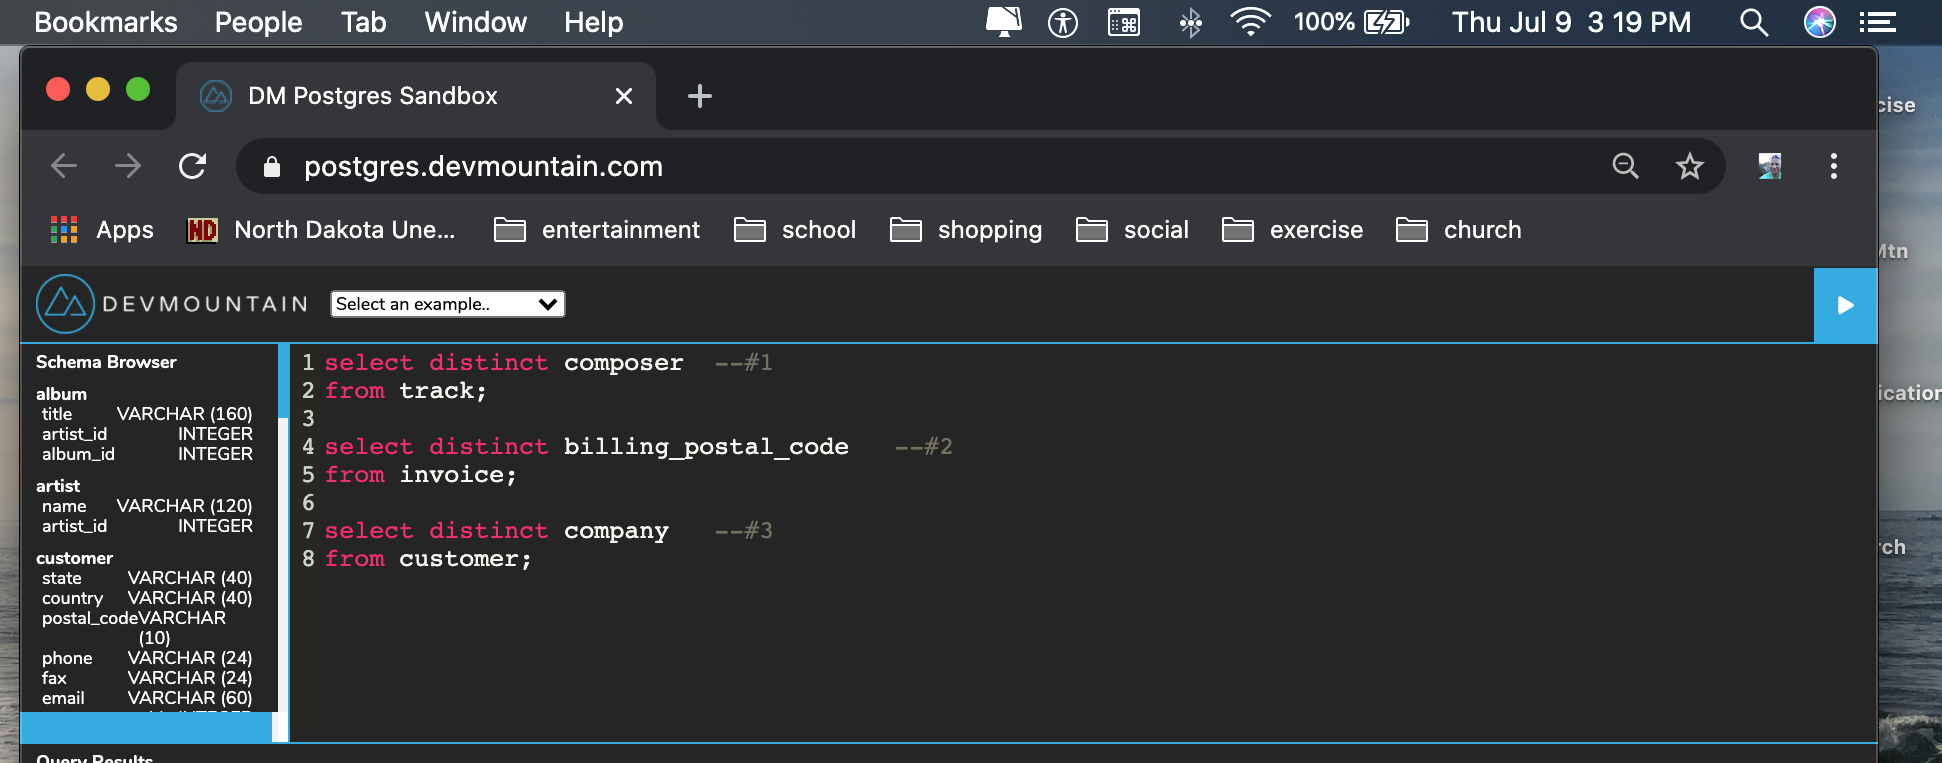 Bookmarks People Tab Window Help 100% Thu Jul 9 3 19 PM
DM Postgres Sandbox
postgres.devmountain.com
Apps ND North Dakota Une... entertainment school shopping social exercise church
DEVMOUNTAIN Select an example..
Schema Browser
album
title VARCHAR (160)
artist_id INTEGER
album_id INTEGER
artist
name VARCHAR (120)
artist_id INTEGER
customer
state VARCHAR (40)
country VARCHAR (40)
postal_code VARCHAR
(10)
phone VARCHAR (24)
fax VARCHAR (24)
email VARCHAR (60)
1 select distinct composer --#1
2 from track;
3
4 select distinct billing_postal_code --#2
5 from invoice;
6
7 select distinct company --#3
8 from customer;
Query Results
cise
Mtn
ication
rch